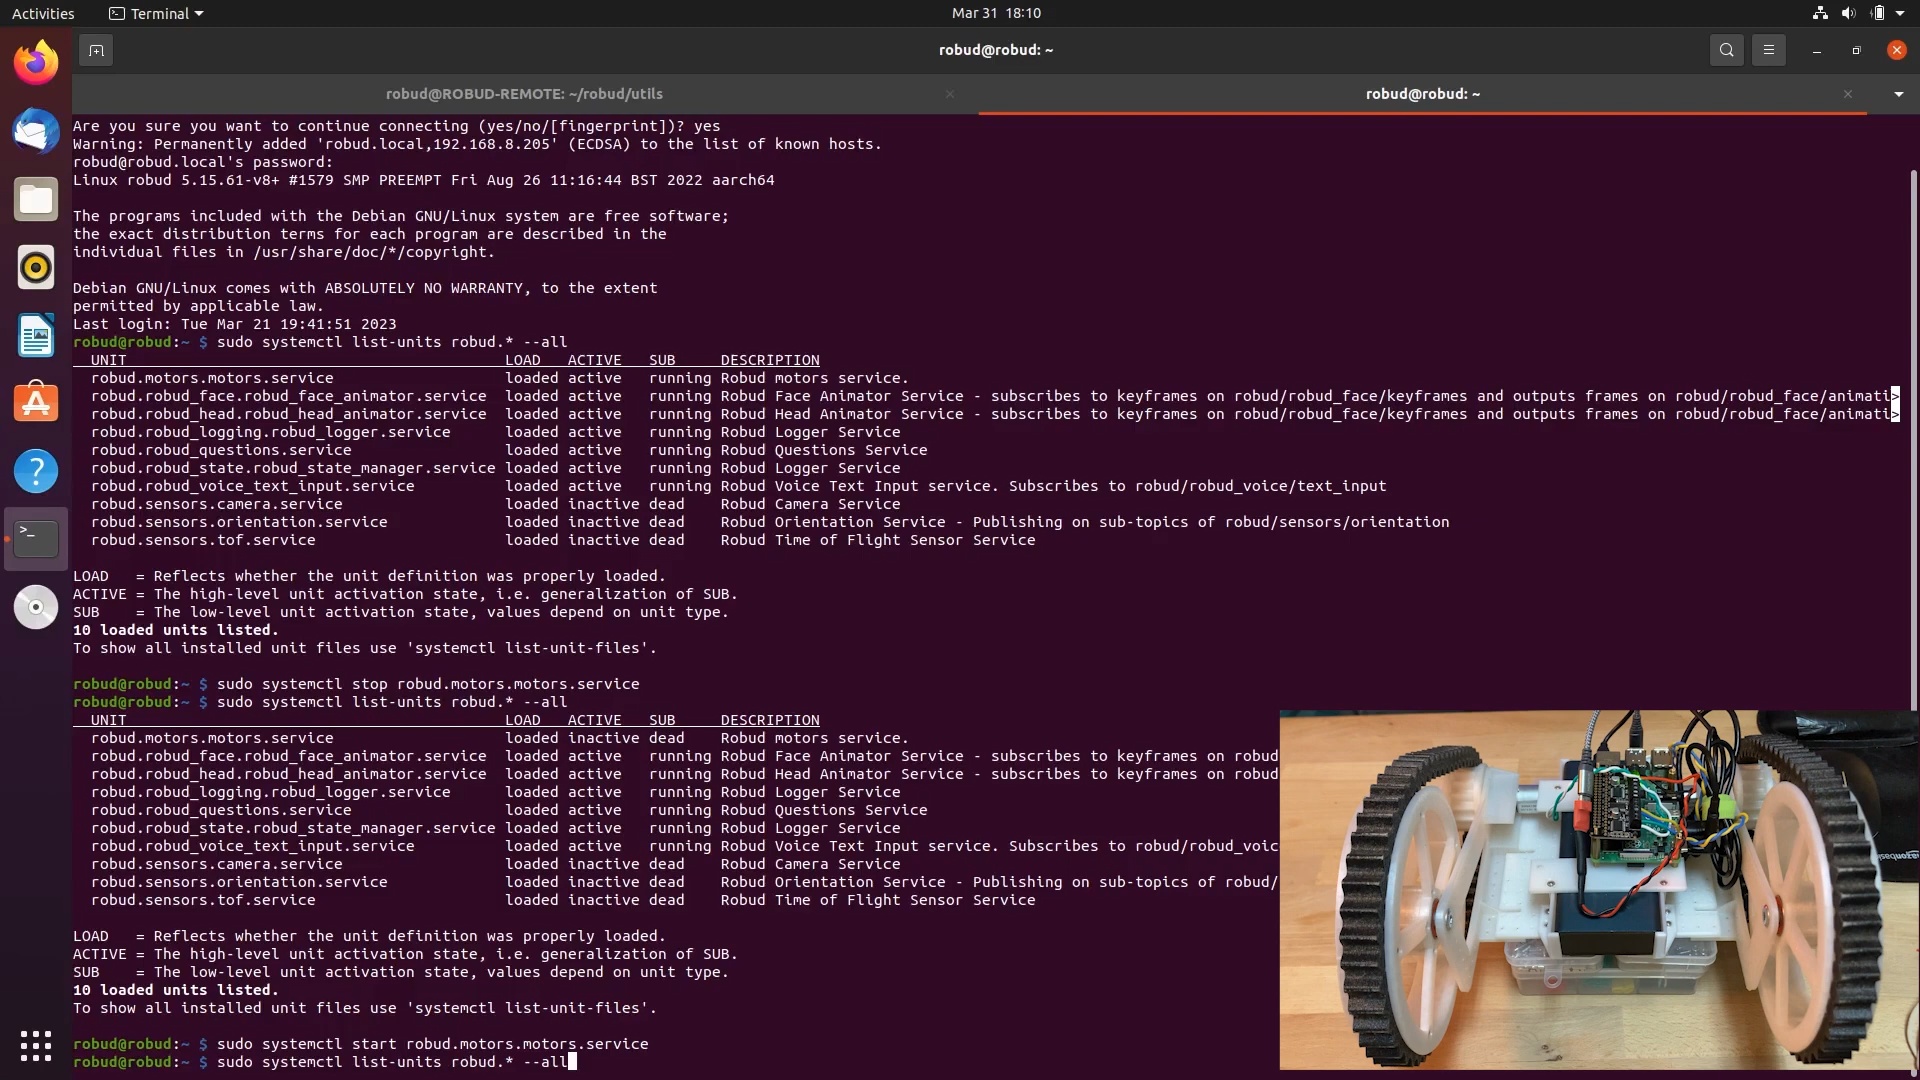 Activities
Terminal
Mar 31 18:10
robud@robud: ~
robud@ROBUD-REMOTE: ~/robud/utils
robud@robud: ~
Are you sure you want to continue connecting (yes/no/[fingerprint])? yes
Warning: Permanently added 'robud.local,192.168.8.205' (ECDSA) to the list of known hosts.
robud@robud.local's password:
Linux robud 5.15.61-v8+ #1579 SMP PREEMPT Fri Aug 26 11:16:44 BST 2022 aarch64
The programs included with the Debian GNU/Linux system are free software;
the exact distribution terms for each program are described in the
individual files in /usr/share/doc/*/copyright.
Debian GNU/Linux comes with ABSOLUTELY NO WARRANTY, to the extent
permitted by applicable law.
Last login: Tue Mar 21 19:41:51 2023
robud@robud:~ $ sudo systemctl list-units robud.* --all
UNIT LOAD ACTIVE SUB DESCRIPTION
robud.motors.motors.service loaded active running Robud motors service.
robud.robud_face.robud_face_animator.service loaded active running Robud Face Animator Service - subscribes to keyframes on robud/robud_face/keyframes and outputs frames on robud/robud_face/animati>
robud.robud_head.robud_head_animator.service loaded active running Robud Head Animator Service - subscribes to keyframes on robud/robud_face/keyframes and outputs frames on robud/robud_face/animati>
robud.robud_logging.robud_logger.service loaded active running Robud Logger Service
robud.robud_questions.service loaded active running Robud Questions Service
robud.robud_state.robud_state_manager.service loaded active running Robud Logger Service
robud.robud_voice_text_input.service loaded active running Robud Voice Text Input service. Subscribes to robud/robud_voice/text_input
robud.sensors.camera.service loaded inactive dead Robud Camera Service
robud.sensors.orientation.service loaded inactive dead Robud Orientation Service - Publishing on sub-topics of robud/sensors/orientation
robud.sensors.tof.service loaded inactive dead Robud Time of Flight Sensor Service
LOAD = Reflects whether the unit definition was properly loaded.
ACTIVE = The high-level unit activation state, i.e. generalization of SUB.
SUB = The low-level unit activation state, values depend on unit type.
10 loaded units listed.
To show all installed unit files use 'systemctl list-unit-files'.
robud@robud:~ $ sudo systemctl stop robud.motors.motors.service
robud@robud:~ $ sudo systemctl list-units robud.* --all
UNIT LOAD ACTIVE SUB DESCRIPTION
robud.motors.motors.service loaded inactive dead Robud motors service.
robud.robud_face.robud_face_animator.service loaded active running Robud Face Animator Service - subscribes to keyframes on robud
robud.robud_head.robud_head_animator.service loaded active running Robud Head Animator Service - subscribes to keyframes on robud
robud.robud_logging.robud_logger.service loaded active running Robud Logger Service
robud.robud_questions.service loaded active running Robud Questions Service
robud.robud_state.robud_state_manager.service loaded active running Robud Logger Service
robud.robud_voice_text_input.service loaded active running Robud Voice Text Input service. Subscribes to robud/robud_voic
robud.sensors.camera.service loaded inactive dead Robud Camera Service
robud.sensors.orientation.service loaded inactive dead Robud Orientation Service - Publishing on sub-topics of robud/
robud.sensors.tof.service loaded inactive dead Robud Time of Flight Sensor Service
LOAD = Reflects whether the unit definition was properly loaded.
ACTIVE = The high-level unit activation state, i.e. generalization of SUB.
SUB = The low-level unit activation state, values depend on unit type.
10 loaded units listed.
To show all installed unit files use 'systemctl list-unit-files'.
robud@robud:~ $ sudo systemctl start robud.motors.motors.service
robud@robud:~ $ sudo systemctl list-units robud.* --all